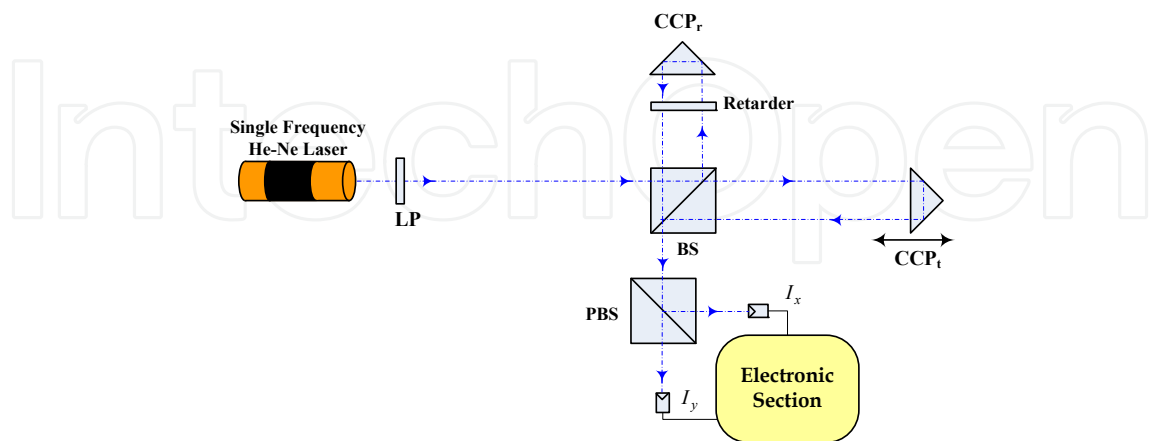 IntechOpen
CCPr
Retarder
Single Frequency
He-Ne Laser
LP
BS
CCPt
PBS
Ix
Iy
Electronic
Section